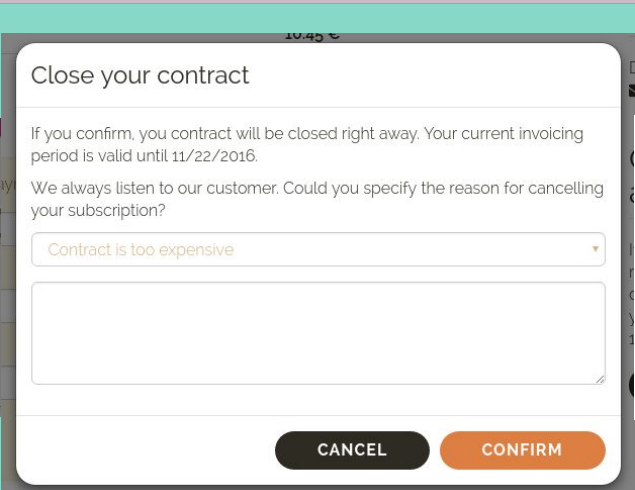 10.45 €
Close your contract
If you confirm, you contract will be closed right away. Your current invoicing
period is valid until 11/22/2016.
We always listen to our customer. Could you specify the reason for cancelling
your subscription?
Contract is too expensive
CANCEL
CONFIRM